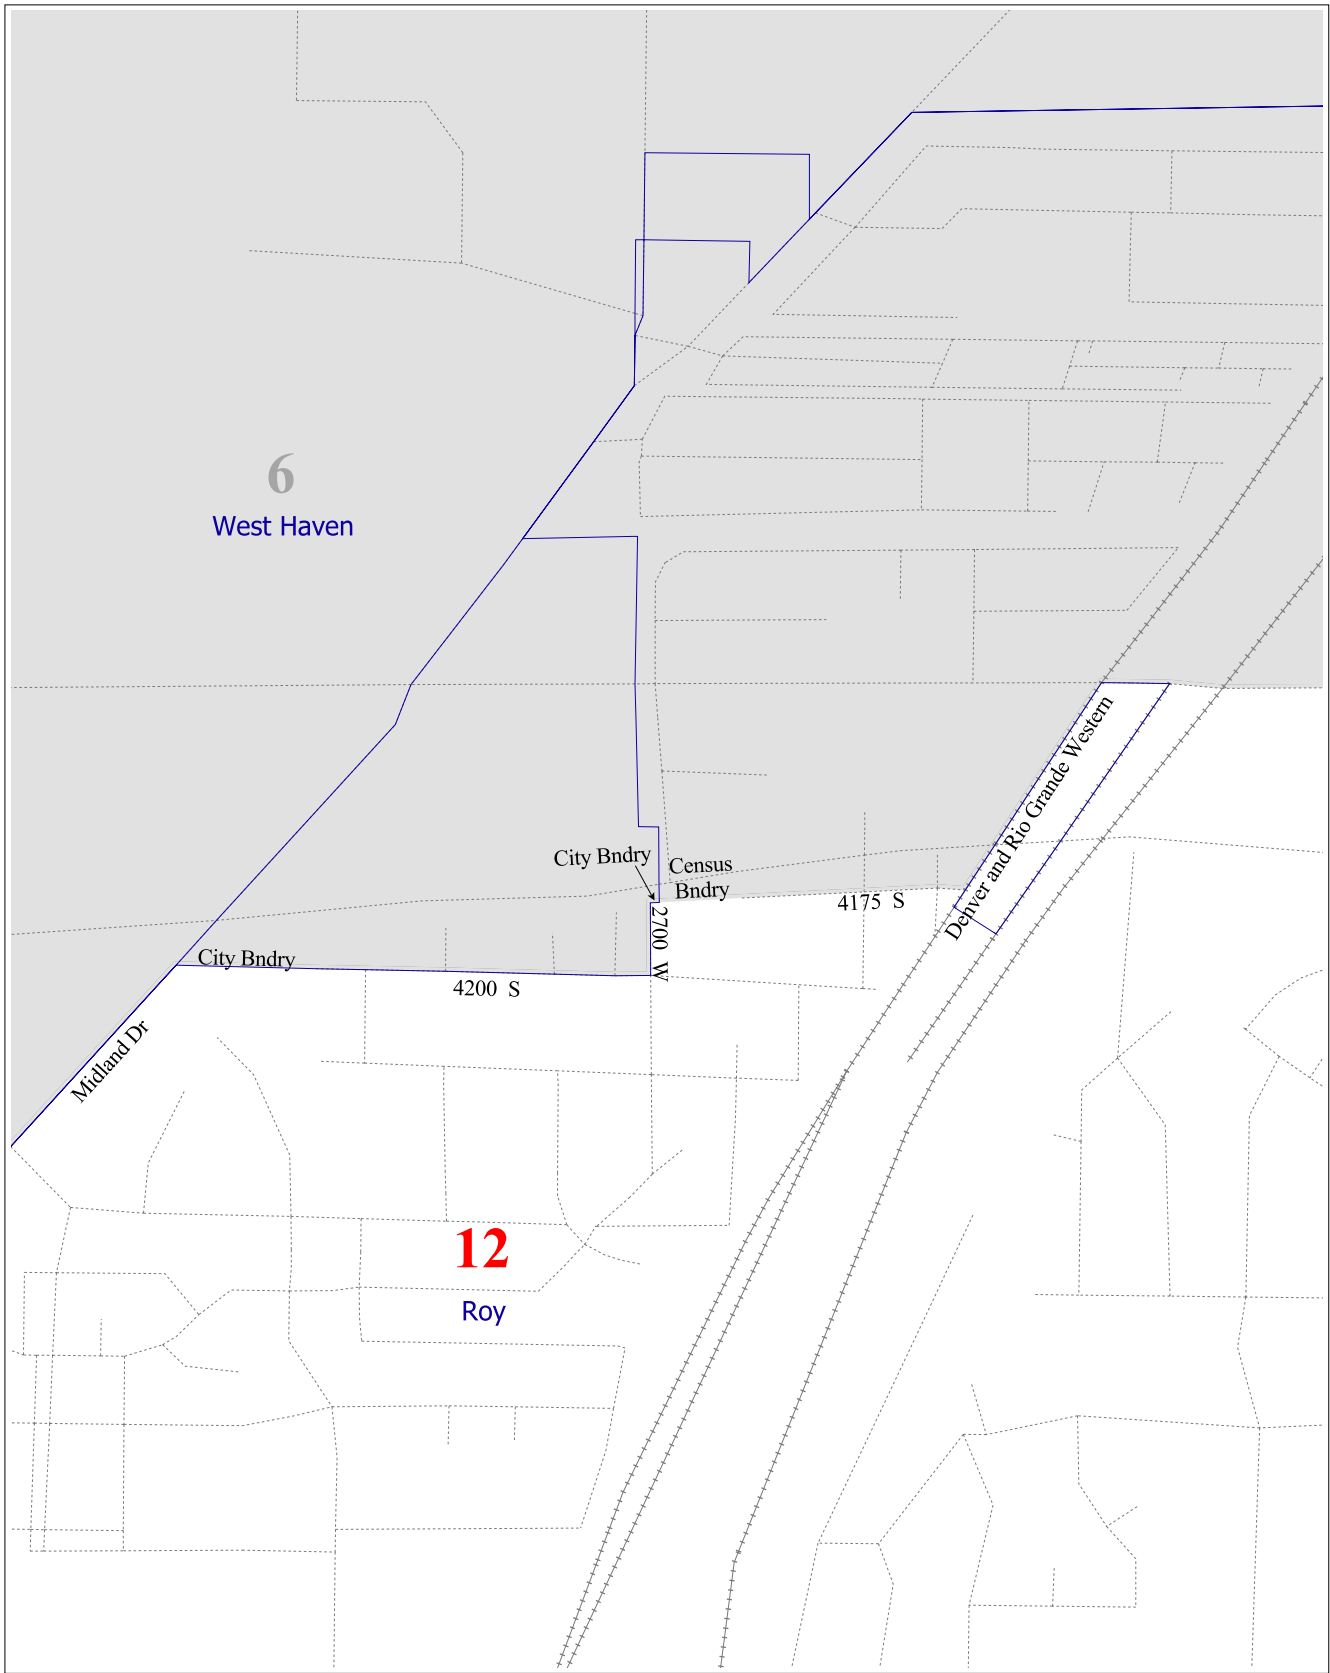 6
West Haven
Denver and Rio Grande Western
City Bndry
Census
Bndry
4175 S
2700 W
City Bndry
4200 S
Midland Dr
12
Roy